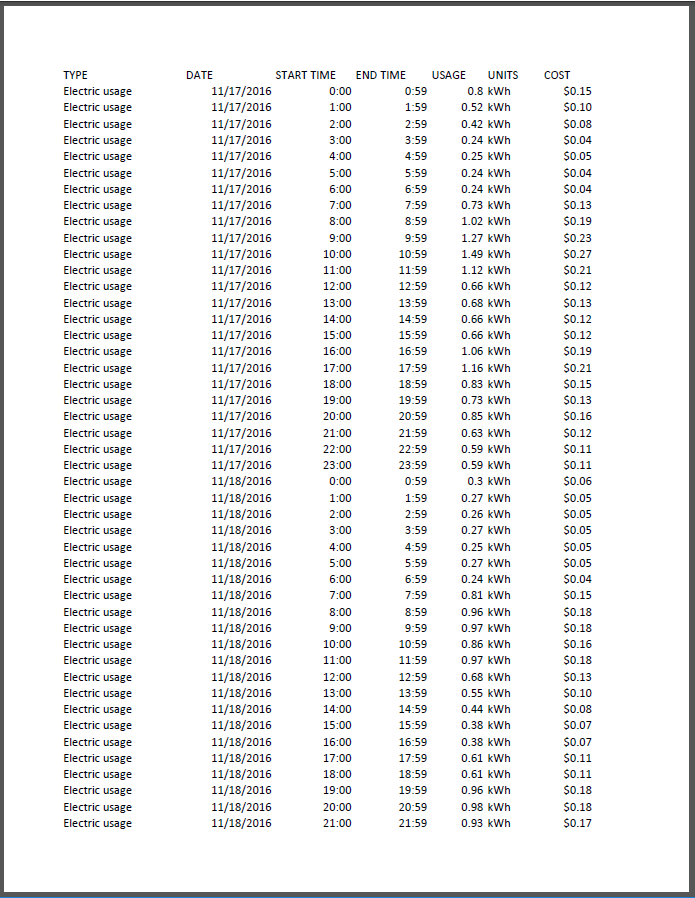 TYPE DATE START TIME END TIME USAGE UNITS COST
Electric usage 11/17/2016 0:00 0:59 0.8 kWh $0.15
Electric usage 11/17/2016 1:00 1:59 0.52 kWh $0.10
Electric usage 11/17/2016 2:00 2:59 0.42 kWh $0.08
Electric usage 11/17/2016 3:00 3:59 0.24 kWh $0.04
Electric usage 11/17/2016 4:00 4:59 0.25 kWh $0.05
Electric usage 11/17/2016 5:00 5:59 0.24 kWh $0.04
Electric usage 11/17/2016 6:00 6:59 0.24 kWh $0.04
Electric usage 11/17/2016 7:00 7:59 0.73 kWh $0.13
Electric usage 11/17/2016 8:00 8:59 1.02 kWh $0.19
Electric usage 11/17/2016 9:00 9:59 1.27 kWh $0.23
Electric usage 11/17/2016 10:00 10:59 1.49 kWh $0.27
Electric usage 11/17/2016 11:00 11:59 1.12 kWh $0.21
Electric usage 11/17/2016 12:00 12:59 0.66 kWh $0.12
Electric usage 11/17/2016 13:00 13:59 0.68 kWh $0.13
Electric usage 11/17/2016 14:00 14:59 0.66 kWh $0.12
Electric usage 11/17/2016 15:00 15:59 0.66 kWh $0.12
Electric usage 11/17/2016 16:00 16:59 1.06 kWh $0.19
Electric usage 11/17/2016 17:00 17:59 1.16 kWh $0.21
Electric usage 11/17/2016 18:00 18:59 0.83 kWh $0.15
Electric usage 11/17/2016 19:00 19:59 0.73 kWh $0.13
Electric usage 11/17/2016 20:00 20:59 0.85 kWh $0.16
Electric usage 11/17/2016 21:00 21:59 0.63 kWh $0.12
Electric usage 11/17/2016 22:00 22:59 0.59 kWh $0.11
Electric usage 11/17/2016 23:00 23:59 0.59 kWh $0.11
Electric usage 11/18/2016 0:00 0:59 0.3 kWh $0.06
Electric usage 11/18/2016 1:00 1:59 0.27 kWh $0.05
Electric usage 11/18/2016 2:00 2:59 0.26 kWh $0.05
Electric usage 11/18/2016 3:00 3:59 0.27 kWh $0.05
Electric usage 11/18/2016 4:00 4:59 0.25 kWh $0.05
Electric usage 11/18/2016 5:00 5:59 0.27 kWh $0.05
Electric usage 11/18/2016 6:00 6:59 0.24 kWh $0.04
Electric usage 11/18/2016 7:00 7:59 0.81 kWh $0.15
Electric usage 11/18/2016 8:00 8:59 0.96 kWh $0.18
Electric usage 11/18/2016 9:00 9:59 0.97 kWh $0.18
Electric usage 11/18/2016 10:00 10:59 0.86 kWh $0.16
Electric usage 11/18/2016 11:00 11:59 0.97 kWh $0.18
Electric usage 11/18/2016 12:00 12:59 0.68 kWh $0.13
Electric usage 11/18/2016 13:00 13:59 0.55 kWh $0.10
Electric usage 11/18/2016 14:00 14:59 0.44 kWh $0.08
Electric usage 11/18/2016 15:00 15:59 0.38 kWh $0.07
Electric usage 11/18/2016 16:00 16:59 0.38 kWh $0.07
Electric usage 11/18/2016 17:00 17:59 0.61 kWh $0.11
Electric usage 11/18/2016 18:00 18:59 0.61 kWh $0.11
Electric usage 11/18/2016 19:00 19:59 0.96 kWh $0.18
Electric usage 11/18/2016 20:00 20:59 0.98 kWh $0.18
Electric usage 11/18/2016 21:00 21:59 0.93 kWh $0.17